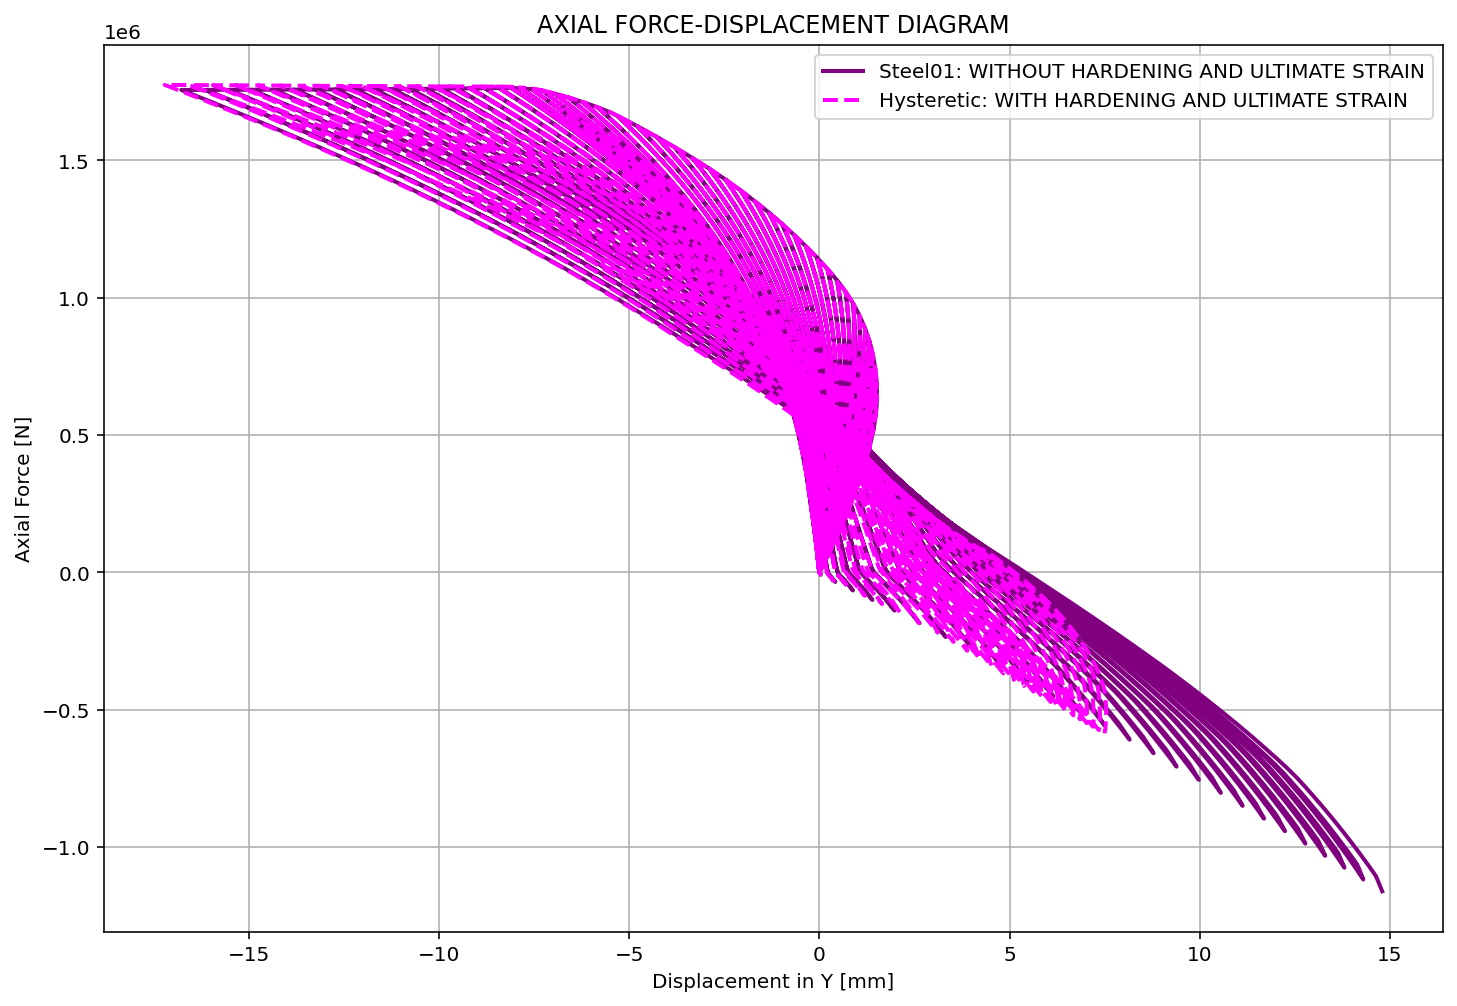 AXIAL FORCE-DISPLACEMENT DIAGRAM
1e6
Steel01: WITHOUT HARDENING AND ULTIMATE STRAIN
Hysteretic: WITH HARDENING AND ULTIMATE STRAIN
1.5
1.0
0.5
0.0
−0.5
−1.0
Axial Force [N]
−15 −10 −5 0 5 10 15
Displacement in Y [mm]